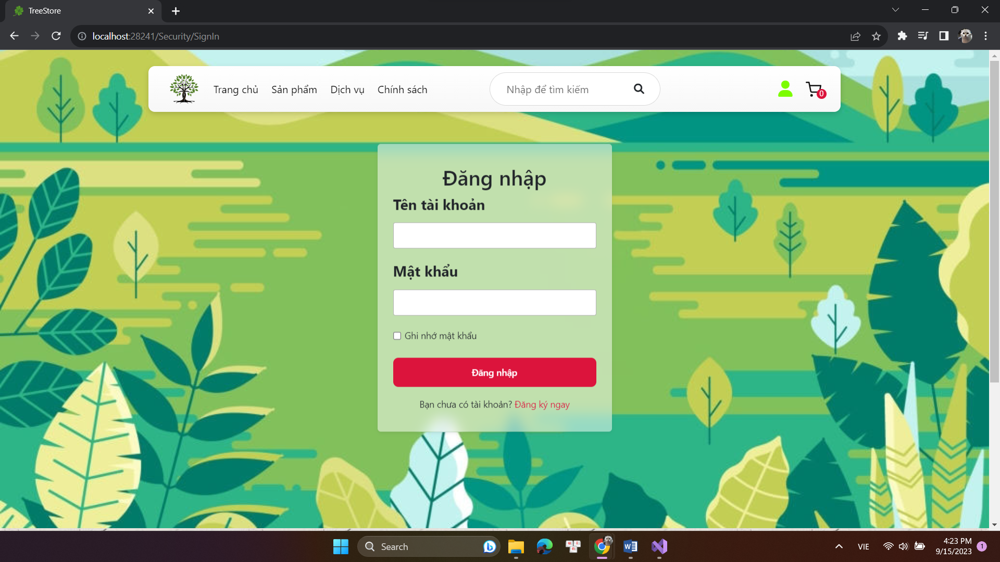 TreeStore
localhost:28241/Security/SignIn
Trang chủ
Sản phẩm
Dịch vụ
Chính sách
Nhập để tìm kiếm
0
Đăng nhập
Tên tài khoản
Mật khẩu
Ghi nhớ mật khẩu
Đăng nhập
Bạn chưa có tài khoản? Đăng ký ngay
Search
VIE
4:23 PM
9/15/2023
1